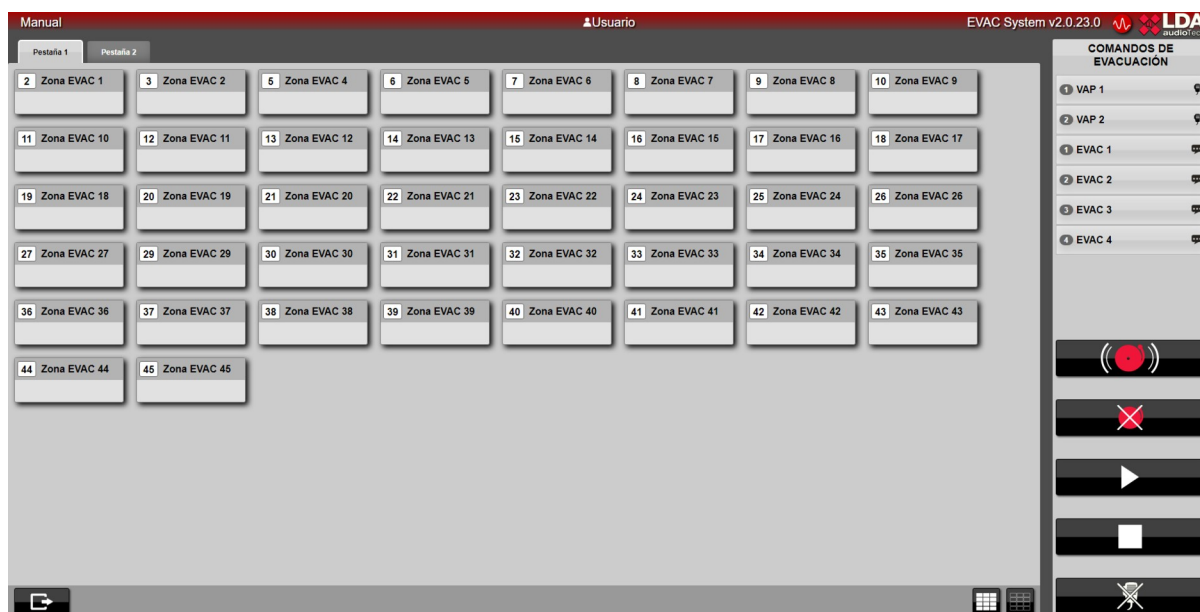 Manual Usuario EVAC System v2.0.23.0 LDA
audioTec
Pestaña 1 Pestaña 2
COMANDOS DE
EVACUACIÓN
2 Zona EVAC 1 3 Zona EVAC 2 5 Zona EVAC 4 6 Zona EVAC 5 7 Zona EVAC 6 8 Zona EVAC 7 9 Zona EVAC 8 10 Zona EVAC 9
11 Zona EVAC 10 12 Zona EVAC 11 13 Zona EVAC 12 14 Zona EVAC 13 15 Zona EVAC 14 16 Zona EVAC 15 17 Zona EVAC 16 18 Zona EVAC 17
19 Zona EVAC 18 20 Zona EVAC 19 21 Zona EVAC 20 22 Zona EVAC 21 23 Zona EVAC 22 24 Zona EVAC 23 25 Zona EVAC 24 26 Zona EVAC 26
27 Zona EVAC 27 29 Zona EVAC 29 30 Zona EVAC 30 31 Zona EVAC 31 32 Zona EVAC 32 33 Zona EVAC 33 34 Zona EVAC 34 35 Zona EVAC 35
36 Zona EVAC 36 37 Zona EVAC 37 38 Zona EVAC 38 39 Zona EVAC 39 40 Zona EVAC 40 41 Zona EVAC 41 42 Zona EVAC 42 43 Zona EVAC 43
44 Zona EVAC 44 45 Zona EVAC 45
1 VAP 1
2 VAP 2
1 EVAC 1
2 EVAC 2
3 EVAC 3
4 EVAC 4